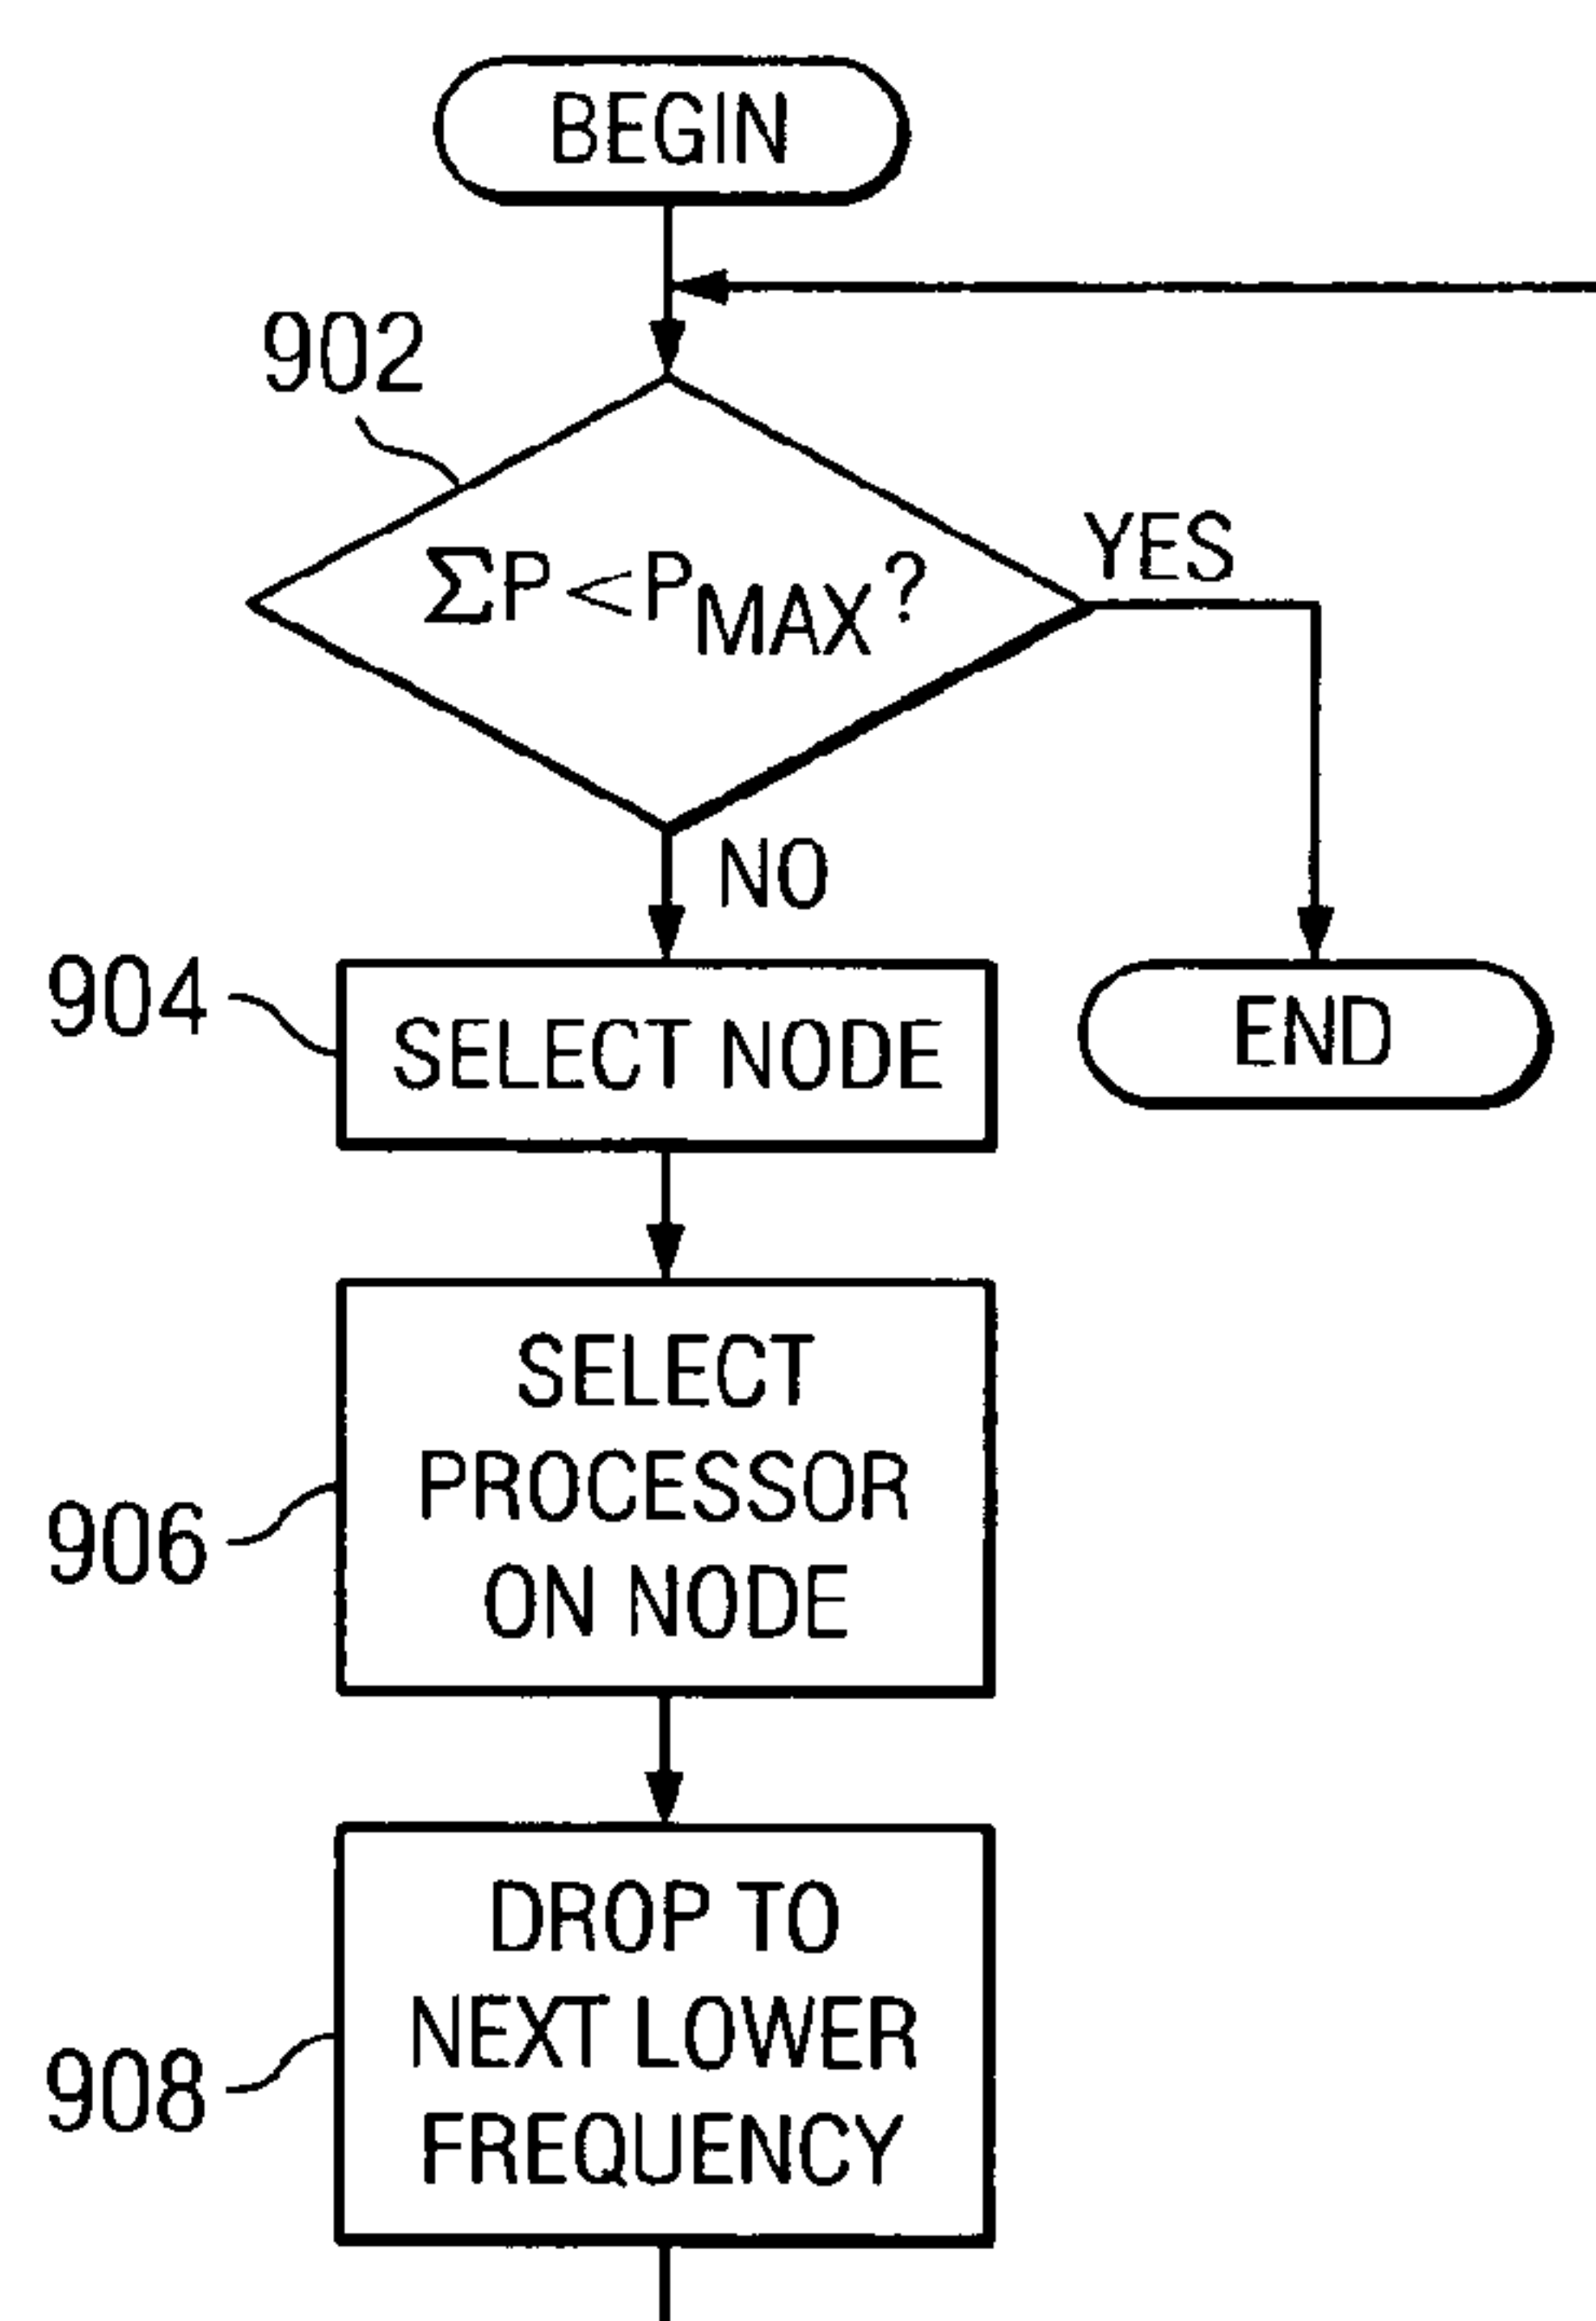 BEGIN
902
ΣP<PMAX?
YES
NO
904
SELECT NODE
END
SELECT
PROCESSOR
ON NODE
906
DROP TO
NEXT LOWER
FREQUENCY
908